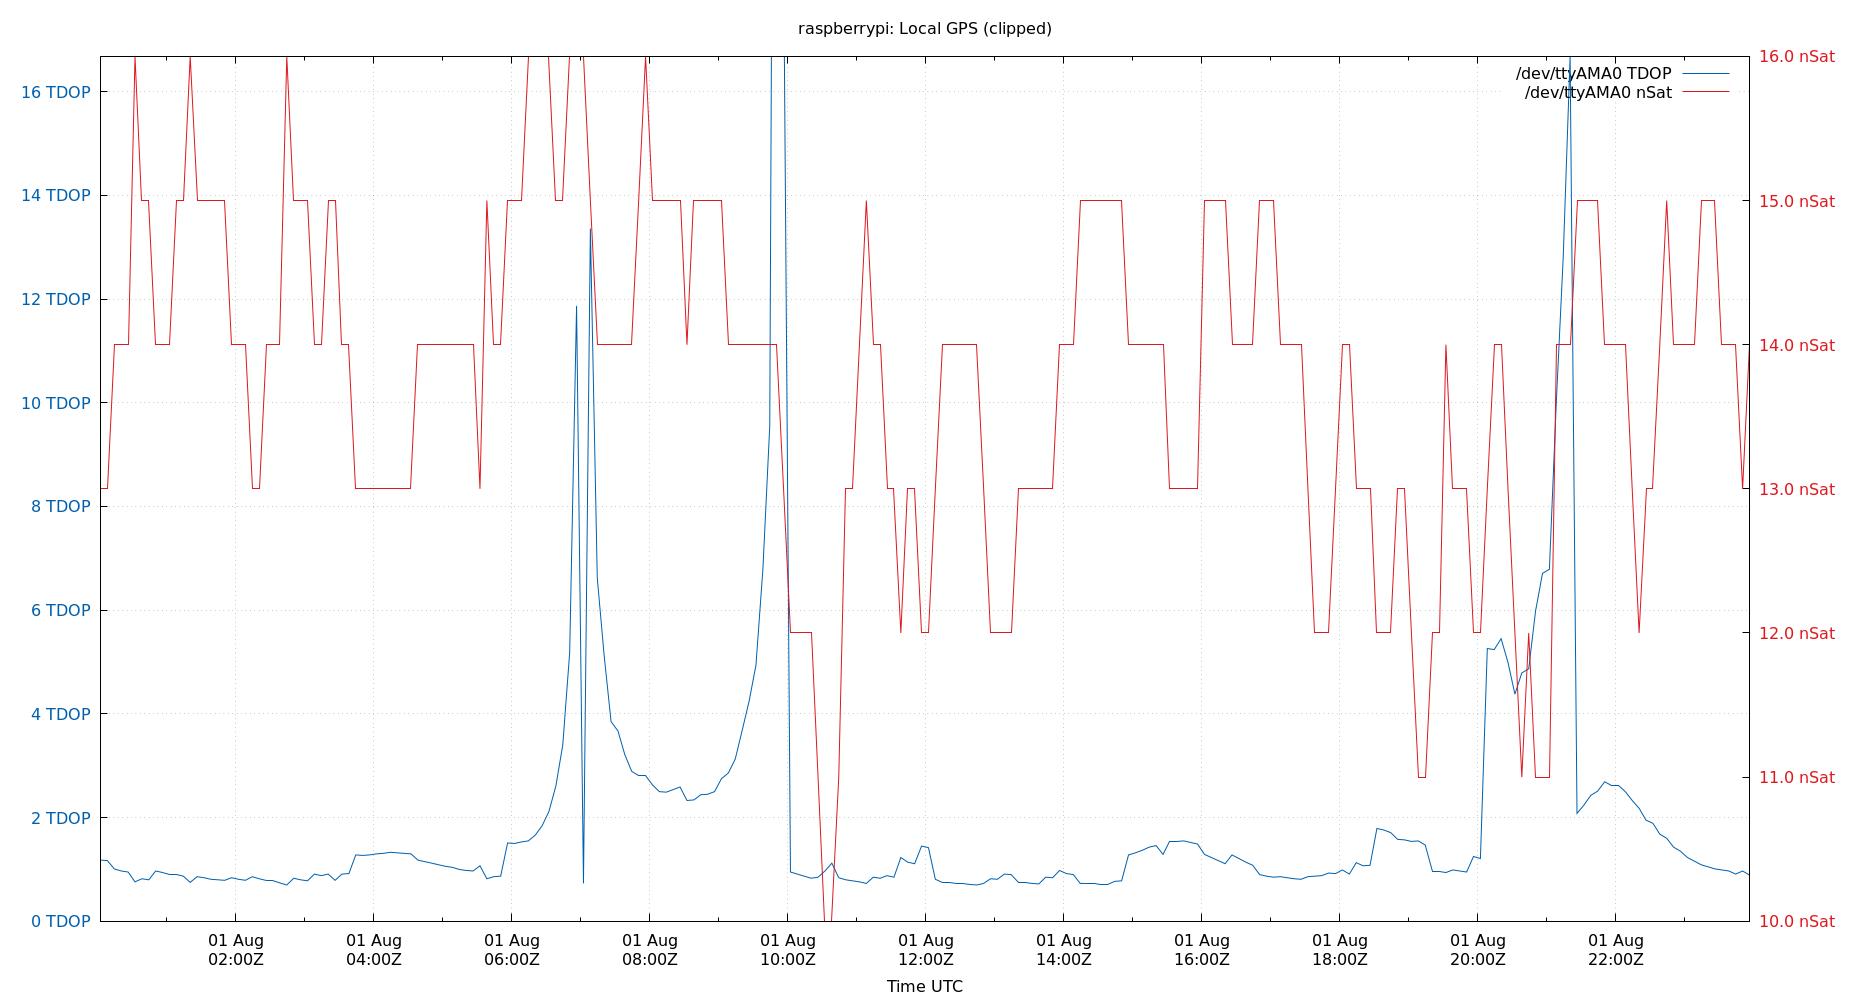 raspberrypi: Local GPS (clipped)
/dev/ttyAMA0 TDOP
/dev/ttyAMA0 nSat
16 TDOP
14 TDOP
12 TDOP
10 TDOP
8 TDOP
6 TDOP
4 TDOP
2 TDOP
0 TDOP
16.0 nSat
15.0 nSat
14.0 nSat
13.0 nSat
12.0 nSat
11.0 nSat
10.0 nSat
01 Aug
02:00Z
01 Aug
04:00Z
01 Aug
06:00Z
01 Aug
08:00Z
01 Aug
10:00Z
01 Aug
12:00Z
01 Aug
14:00Z
01 Aug
16:00Z
01 Aug
18:00Z
01 Aug
20:00Z
01 Aug
22:00Z
Time UTC